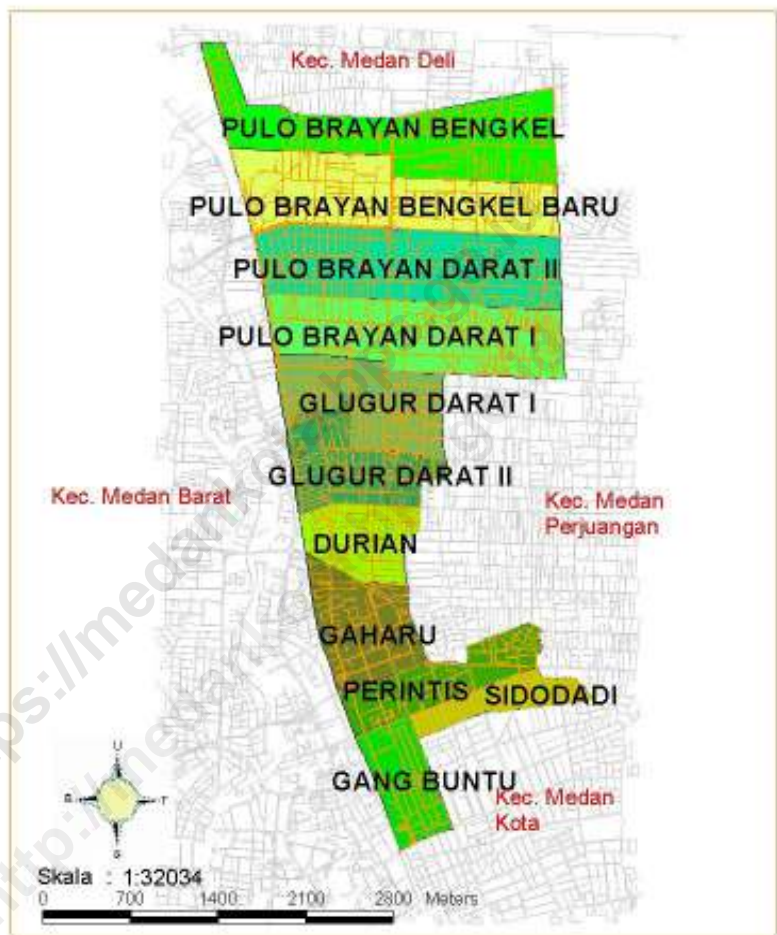 Kec. Medan Deli
PULO BRAYAN BENGKEL
PULO BRAYAN BENGKEL BARU
PULO BRAYAN DARAT II
PULO BRAYAN DARAT I
GLUGUR DARAT I
GLUGUR DARAT II
Kec. Medan Barat
Kec. Medan
Perjuangan
DURIAN
GAHARU
PERINTIS
SIDODADI
GANG BUNTU
Kec. Medan
Kota
U
B
T
S
Skala : 1:32034
0 700 1400 2100 2800 Meters